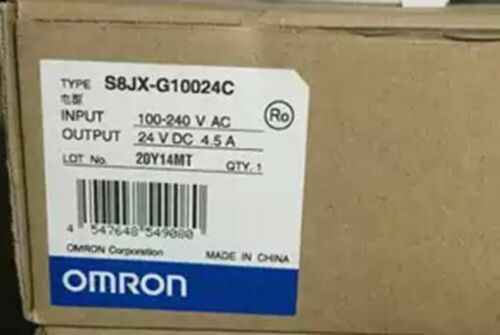 TYPE S8JX-G10024C
电源
INPUT 100-240 V AC
OUTPUT 24 V DC 4.5 A
Ro
LOT No. 20Y14MT QTY. 1
4 547648 549080
OMRON Corporation MADE IN CHINA
OMRON